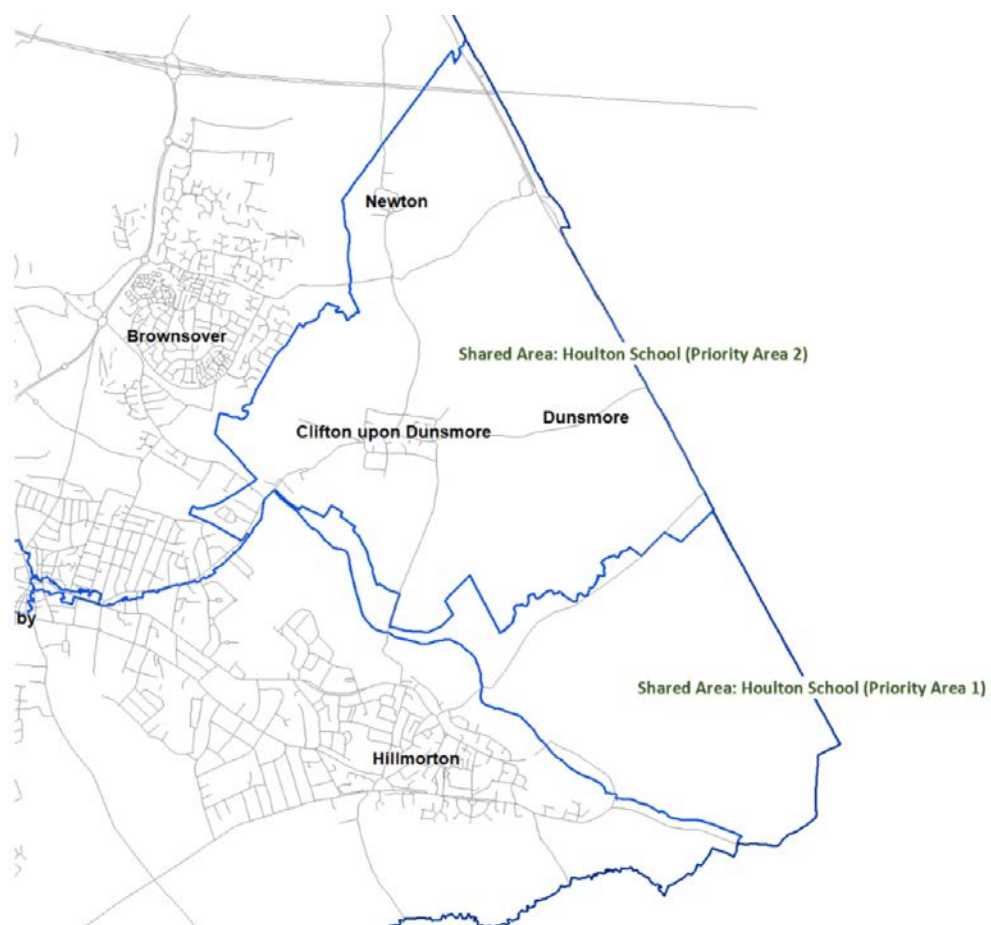 Newton
Brownsover
Shared Area: Houlton School (Priority Area 2)
Dunsmore
Clifton upon Dunsmore
by
Shared Area: Houlton School (Priority Area 1)
Hillmorton